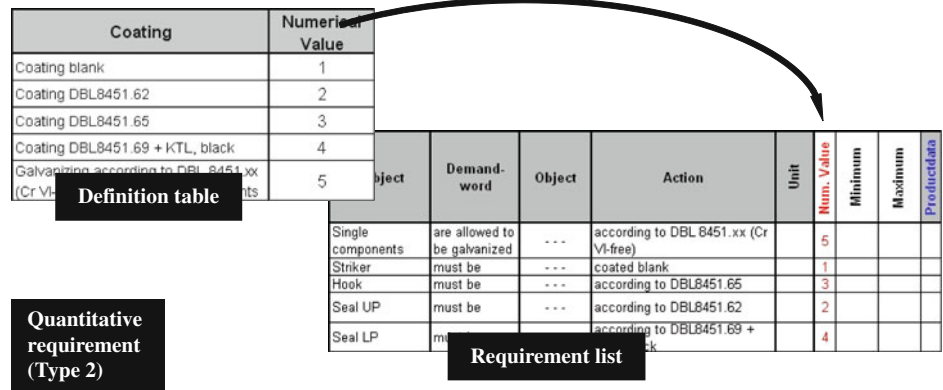 Coating
Numerical
Value
Coating blank 1
Coating DBL8451.62 2
Coating DBL8451.65 3
Coating DBL8451.69 + KTL, black 4
Galvanizing according to DBL 8451.xx
(Cr VI- 5
Definition table
Demand-
word
Object
Action
Unit
Num. Value
Minimum
Maximum
Productdata
Single
components
are allowed to
be galvanized
- - -
according to DBL 8451.xx (Cr
VI-free)
5
Striker must be - - - coated blank 1
Hook must be - - - according to DBL8451.65 3
Seal UP must be - - - according to DBL8451.62 2
Seal LP according to DBL8451.69 + 4
Quantitative
requirement
(Type 2)
Requirement list